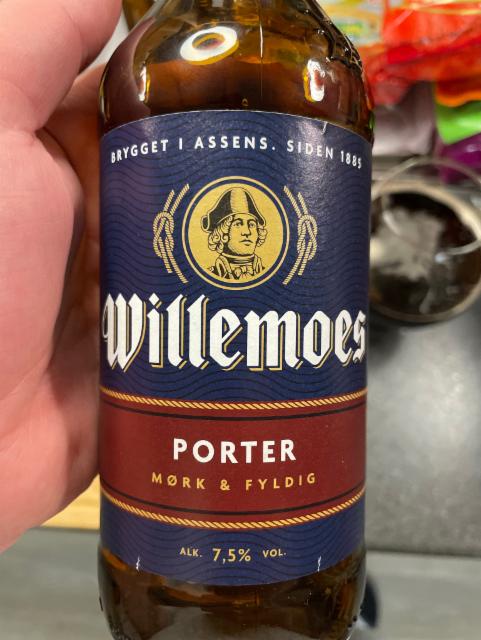 BRYGGET I ASSENS. SIDEN 1885
Willemoes
PORTER
MØRK & FYLDIG
ALK. 7,5% VOL.